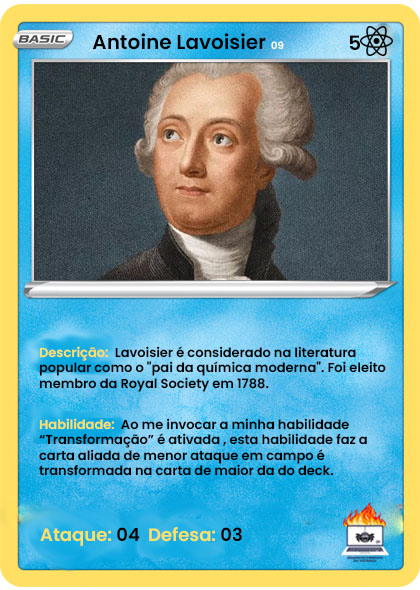 BASIC
Antoine Lavoisier 09
5
Descrição: Lavoisier é considerado na literatura
popular como o "pai da química moderna". Foi eleito
membro da Royal Society em 1788.
Habilidade: Ao me invocar a minha habilidade
“Transformação” é ativada , esta habilidade faz a
carta aliada de menor ataque em campo é
transformada na carta de maior da do deck.
Ataque: 04 Defesa: 03